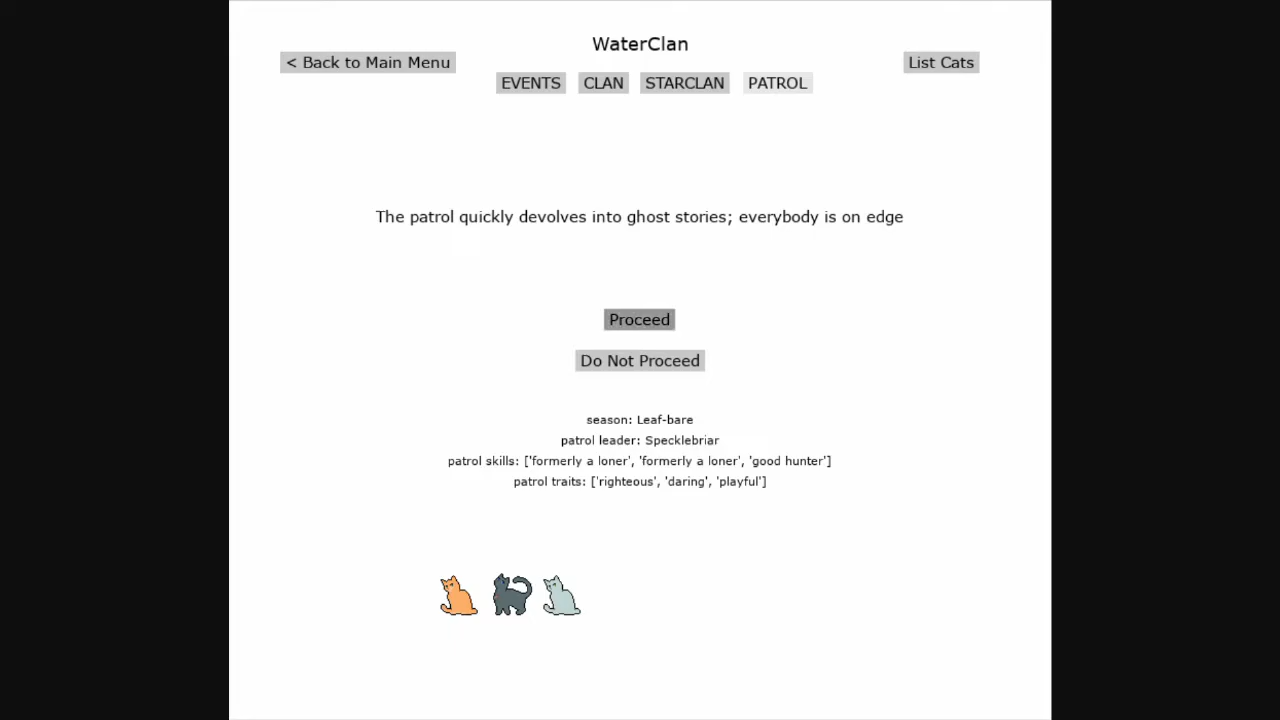 WaterClan
< Back to Main Menu
List Cats
EVENTS CLAN STARCLAN PATROL
The patrol quickly devolves into ghost stories; everybody is on edge
Proceed
Do Not Proceed
season: Leaf-bare
patrol leader: Specklebriar
patrol skills: ['formerly a loner', 'formerly a loner', 'good hunter']
patrol traits: ['righteous', 'daring', 'playful']